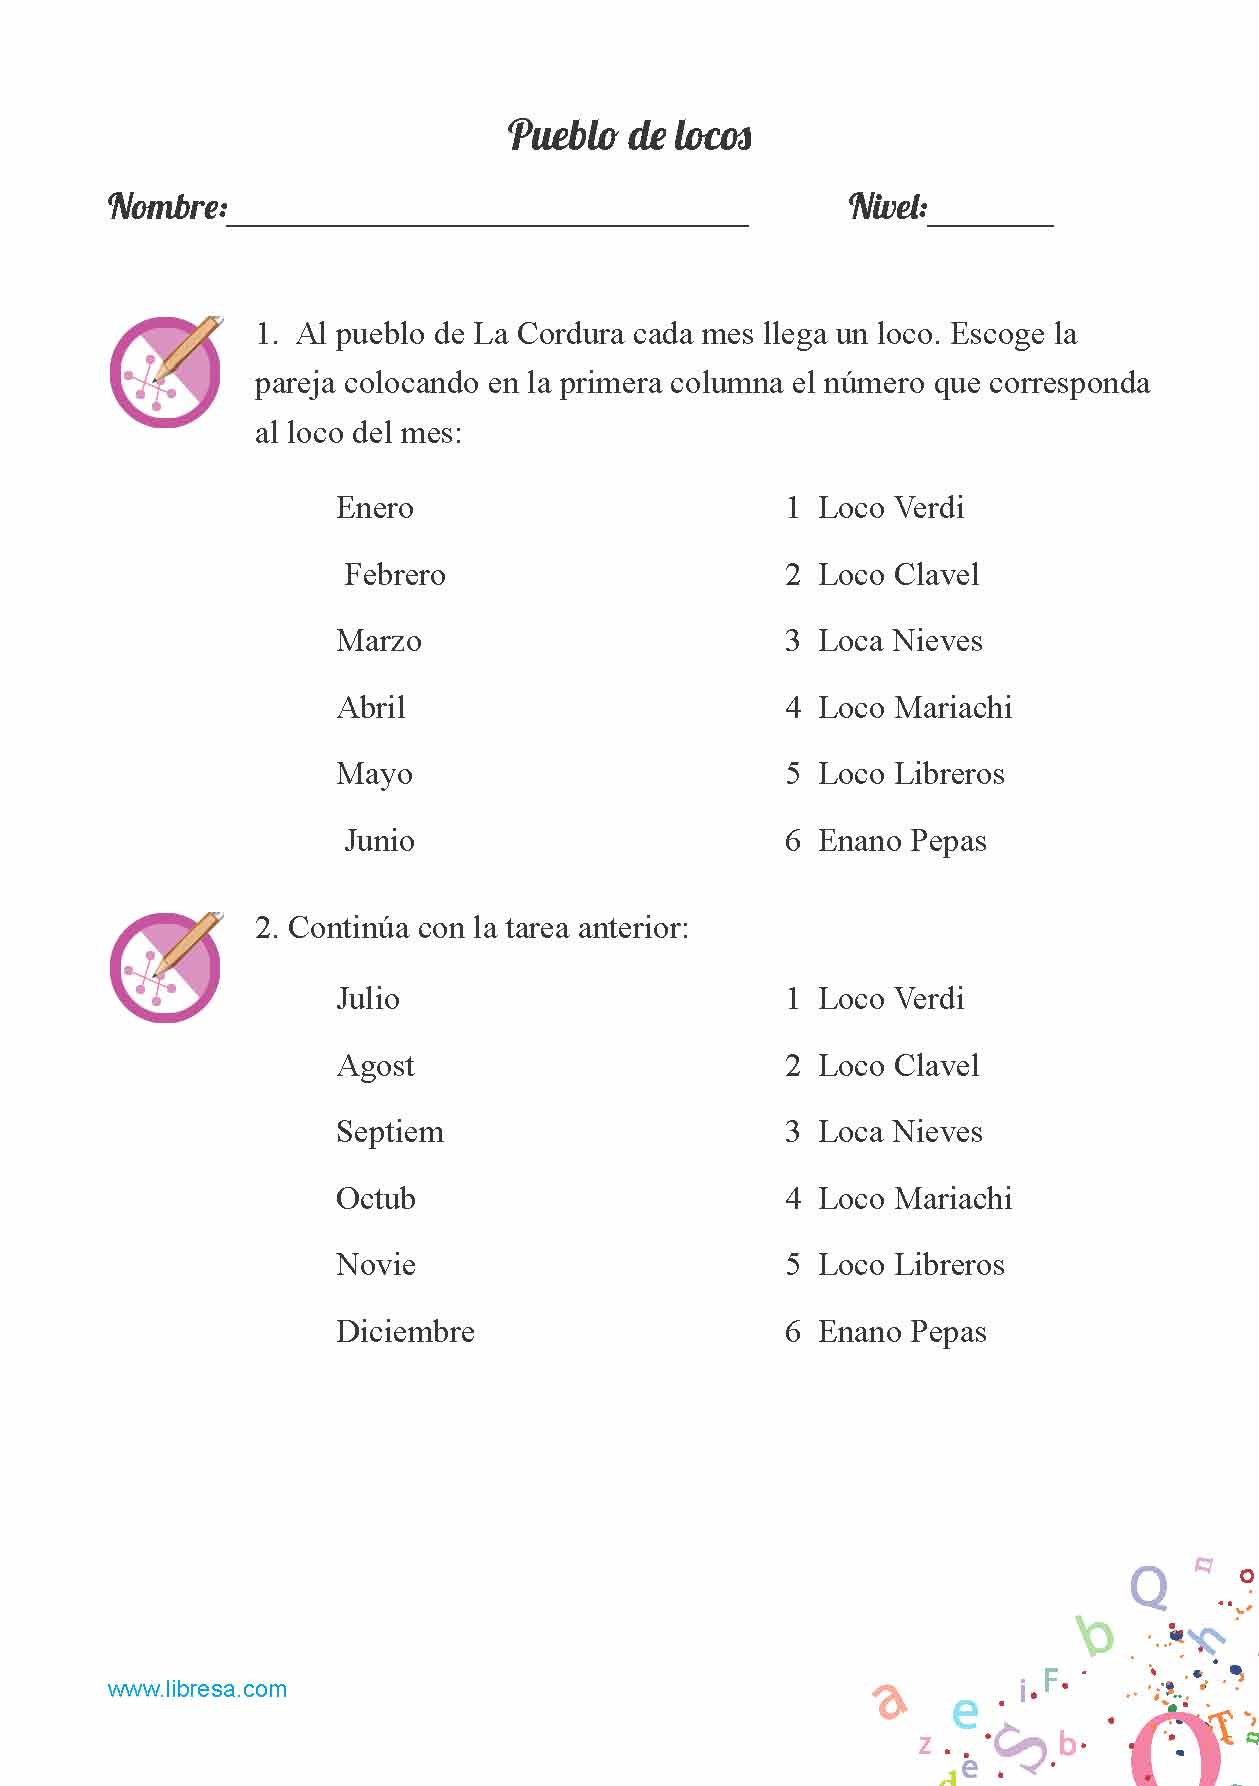 Pueblo de locos
Nombre:____________________________ Nivel:_______
1. Al pueblo de La Cordura cada mes llega un loco. Escoge la
pareja colocando en la primera columna el número que corresponda
al loco del mes:
Enero 1 Loco Verdi
Febrero 2 Loco Clavel
Marzo 3 Loca Nieves
Abril 4 Loco Mariachi
Mayo 5 Loco Libreros
Junio 6 Enano Pepas
2. Continúa con la tarea anterior:
Julio 1 Loco Verdi
Agost 2 Loco Clavel
Septiem 3 Loca Nieves
Octub 4 Loco Mariachi
Novie 5 Loco Libreros
Diciembre 6 Enano Pepas
www.libresa.com
Q n o
b h
i F
a e T
z S b O n
e
d